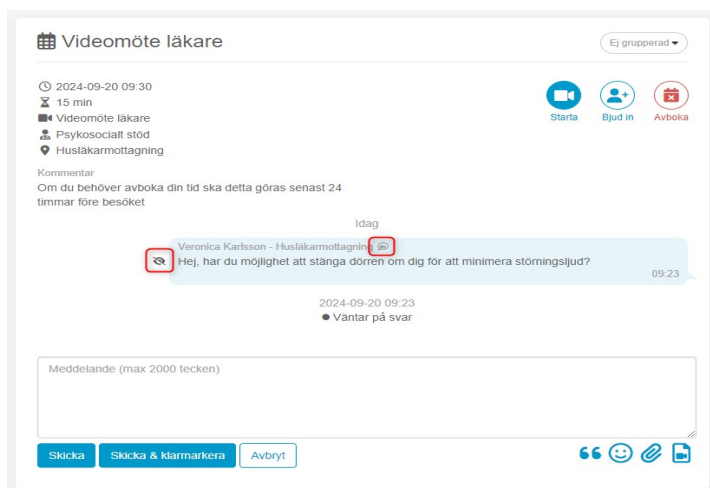 Videomöte läkare
Ej grupperad
2024-09-20 09:30
15 min
Videomöte läkare
Psykosocialt stöd
Husläkarmottagning
Starta
Bjud in
Avboka
Kommentar
Om du behöver avboka din tid ska detta göras senast 24
timmar före besöket
Idag
Veronica Karlsson - Husläkarmottagning
Hej, har du möjlighet att stänga dörren om dig för att minimera störningsljud?
09:23
2024-09-20 09:23
Väntar på svar
Meddelande (max 2000 tecken)
Skicka
Skicka & klarmarkera
Avbryt